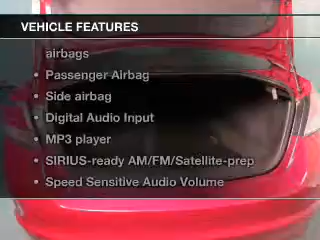 VEHICLE FEATURES
airbags
• Passenger Airbag
• Side airbag
• Digital Audio Input
• MP3 player
• SIRIUS-ready AM/FM/Satellite-prep
• Speed Sensitive Audio Volume